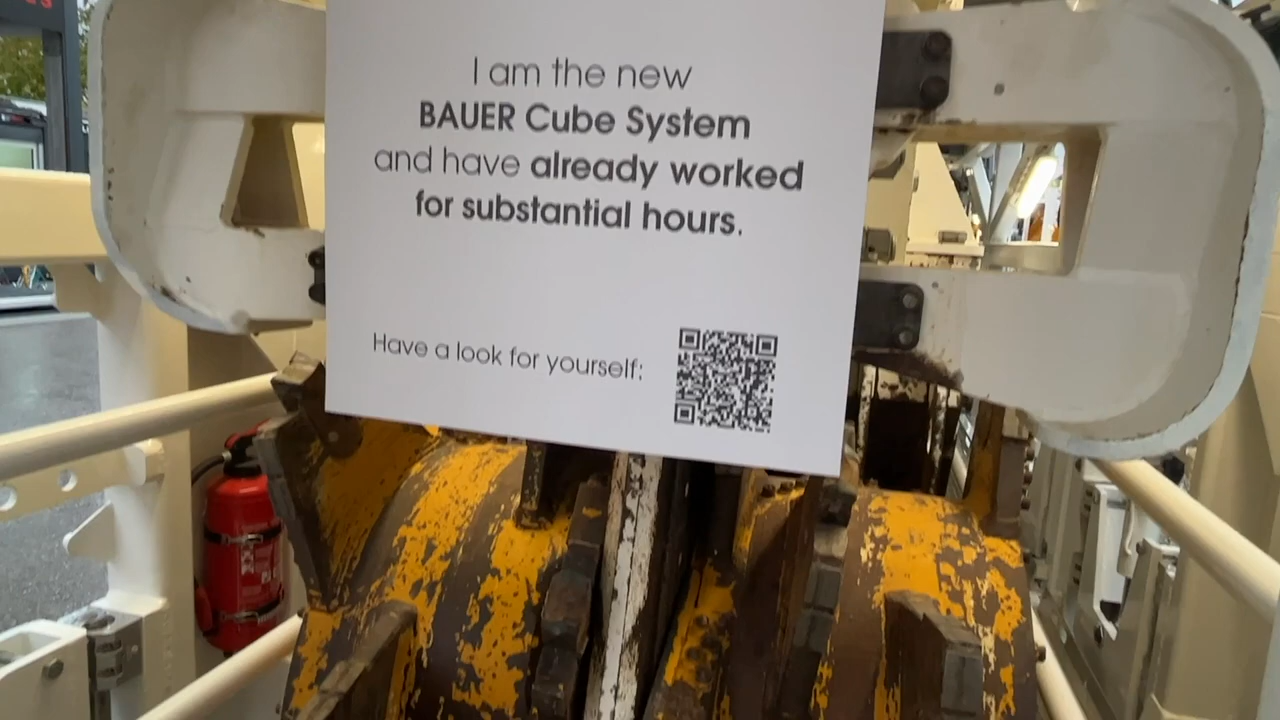 I am the new
BAUER Cube System
and have already worked
for substantial hours.
Have a look for yourself: